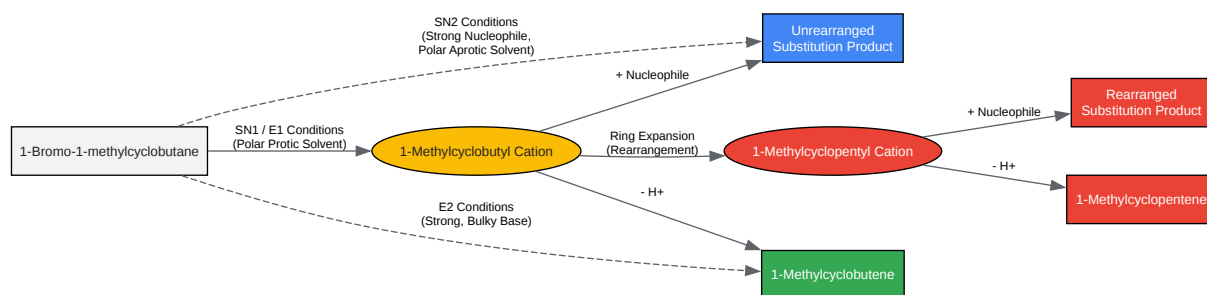 SN2 Conditions
(Strong Nucleophile,
Polar Aprotic Solvent)
Unrearranged
Substitution Product
+ Nucleophile
Rearranged
Substitution Product
+ Nucleophile
SN1 / E1 Conditions
(Polar Protic Solvent)
1-Bromo-1-methylcyclobutane
1-Methylcyclobutyl Cation
Ring Expansion
(Rearrangement)
1-Methylcyclopentyl Cation
- H+
1-Methylcyclopentene
- H+
E2 Conditions
(Strong, Bulky Base)
1-Methylcyclobutene